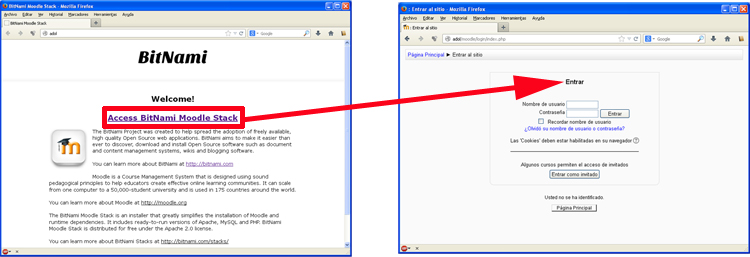 BitNami Moodle Stack - Mozilla Firefox
Archivo Editar Ver Historial Marcadores Herramientas Ayuda
BitNami Moodle Stack
add/
Google
BitNami
Welcome!
Access BitNami Moodle Stack
The BitNami Project was created to help spread the adoption of freely available,
high quality Open Source web applications. BitNami aims to make it easier than
ever to discover, download and install Open Source software such as document
and content management systems, wikis and blogging software.
You can learn more about BitNami at http://bitnami.com
Moodle is a Course Management System that is designed using sound
pedagogical principles to help educators create effective online learning communities. It can scale
from one computer to a 50,000-student university and is used in 175 countries around the world.
You can learn more about Moodle at http://moodle.org
The BitNami Moodle Stack is an installer that greatly simplifies the installation of Moodle and
runtime dependencies. It includes ready-to-run versions of Apache, MySQL and PHP. BitNami
Moodle Stack is distributed for free under the Apache 2.0 license.
You can learn more about BitNami Stacks at http://bitnami.com/stacks/
: Entrar al sitio - Mozilla Firefox
Archivo Editar Ver Historial Marcadores Herramientas Ayuda
: Entrar al sitio
add/moodle/login/index.php
Google
Página Principal ► Entrar al sitio
Entrar
Nombre de usuario
Contraseña
Entrar
Recordar nombre de usuario
¿Olvidó su nombre de usuario o contraseña?
Las 'Cookies' deben estar habilitadas en su navegador
Algunos cursos permiten el acceso de invitados
Entrar como invitado
Usted no se ha identificado.
Página Principal